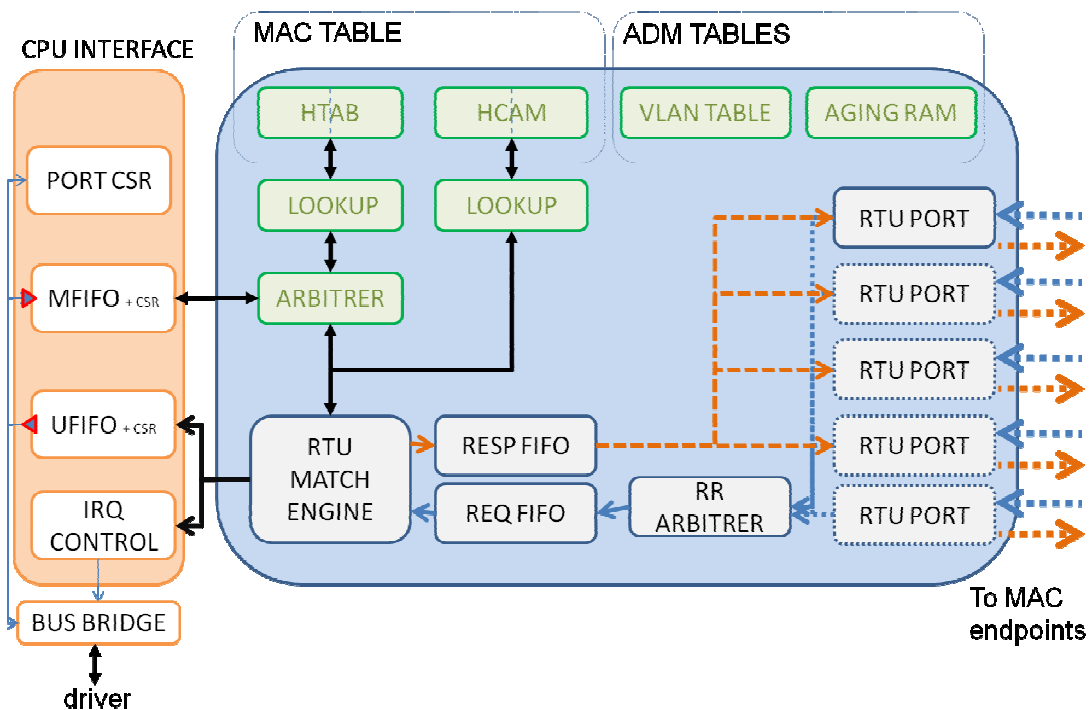 MAC TABLE
ADM TABLES
CPU INTERFACE
HTAB
HCAM
VLAN TABLE
AGING RAM
PORT CSR
LOOKUP
LOOKUP
RTU PORT
MFIFO + CSR
ARBITRER
RTU PORT
RTU PORT
UFIFO + CSR
RTU
MATCH
ENGINE
RESP FIFO
RTU PORT
IRQ
CONTROL
REQ FIFO
RR
ARBITRER
RTU PORT
BUS BRIDGE
To MAC
endpoints
driver